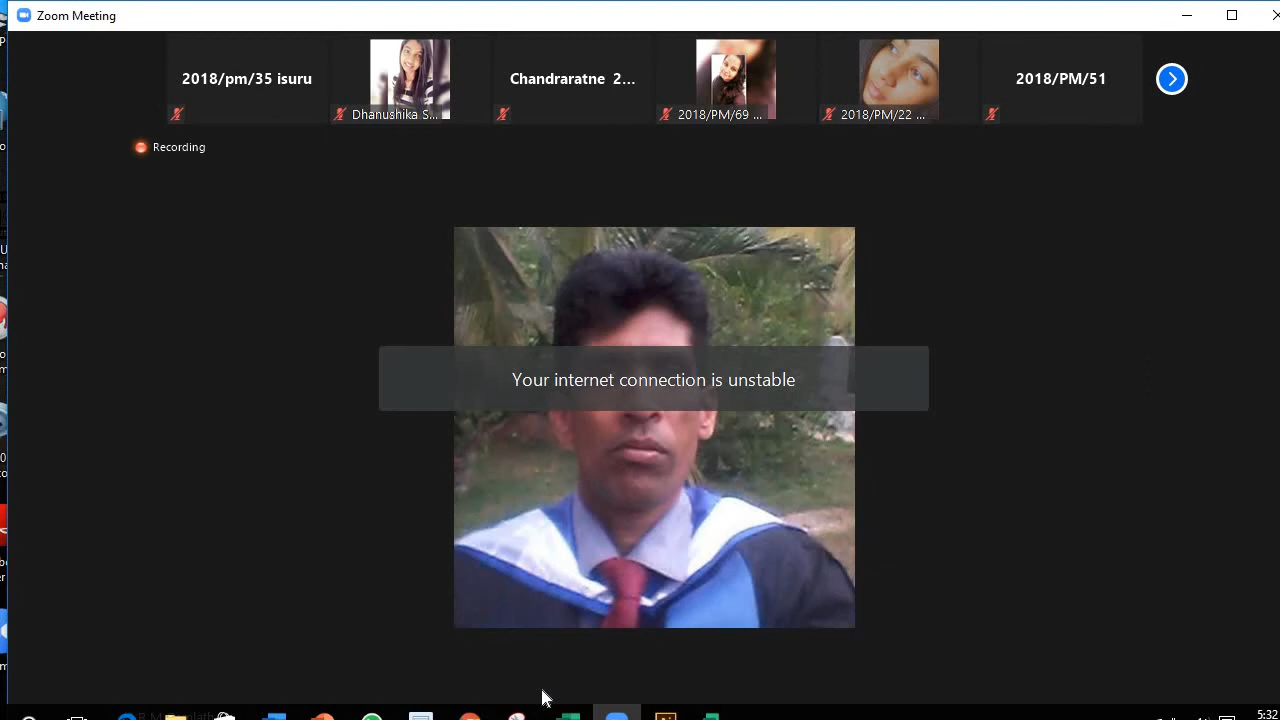 Zoom Meeting
2018/pm/35 isuru
Dhanushika S...
Chandraratne 2...
2018/PM/69 ...
2018/PM/22 ...
2018/PM/51
Recording
Your internet connection is unstable
5:32